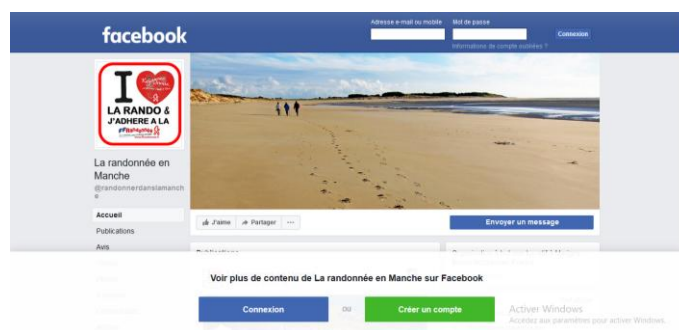 facebook
Adresse e-mail ou mobile
Mot de passe
Connexion
Informations de compte oubliées ?
I
LA RANDO &
J'ADHERE A LA
La randonnée en
Manche
@randonnerdanslamanch
e
Accueil
Publications
Avis
J'aime
Partager
...
Envoyer un message
Publications
Voir plus de contenu de La randonnée en Manche sur Facebook
Connexion
OU
Créer un compte
Activer Windows
Accédez aux paramètres pour activer Windows.